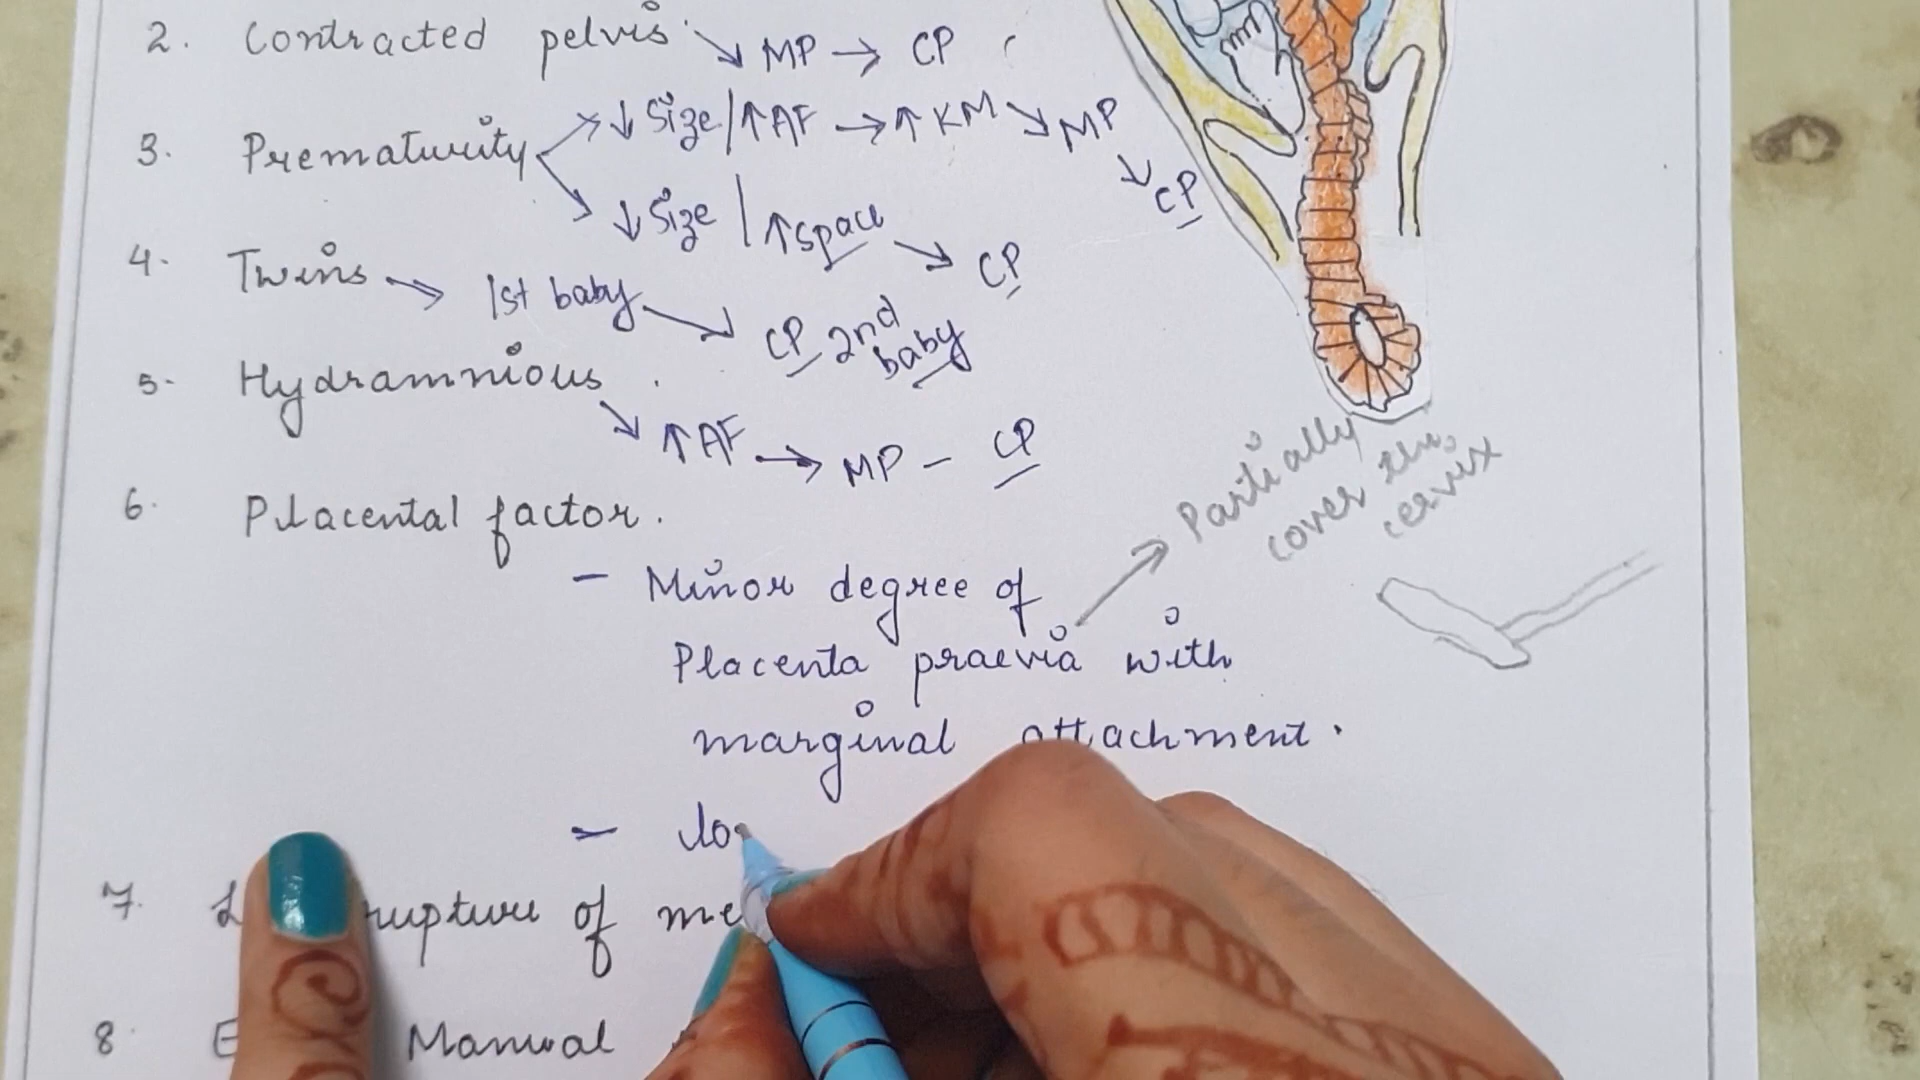 2. Contracted pelvis ↘ MP → CP
3. Prematurity ↓ Size / ↑ AF → ↑ KM ↘ MP ↘ CP
↓ Size / ↑ space ↘ CP
4. Twins → 1st baby → CP 2nd baby
5. Hydramnious.
↘ ↑ AF → MP - CP
6. Placental factor.
- Minor degree of
Placenta praevia with
marginal attachment.
→ Partially
cover
cervix
- lo
7. rupture of me
8. Manual